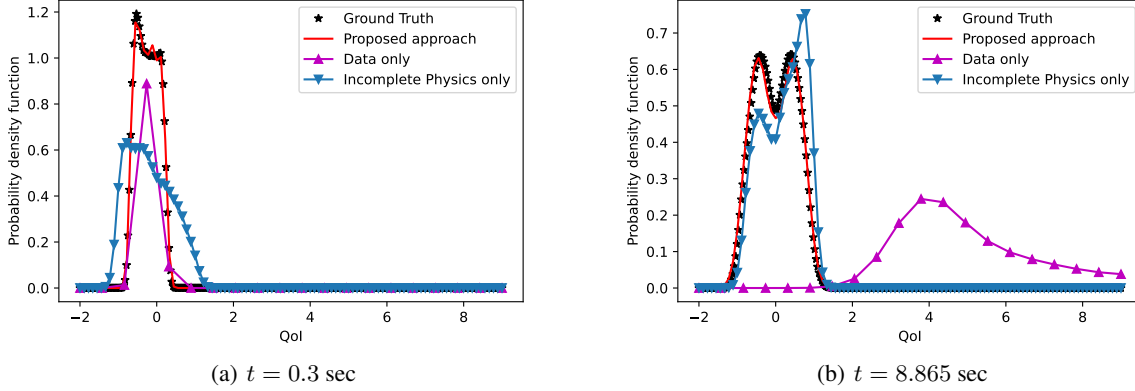 Ground Truth
Proposed approach
Data only
Incomplete Physics only
Probability density function
1.2
1.0
0.8
0.6
0.4
0.2
0.0
−2 0 2 4 6 8
QoI
(a) t = 0.3 sec
Ground Truth
Proposed approach
Data only
Incomplete Physics only
Probability density function
0.7
0.6
0.5
0.4
0.3
0.2
0.1
0.0
−2 0 2 4 6 8
QoI
(b) t = 8.865 sec